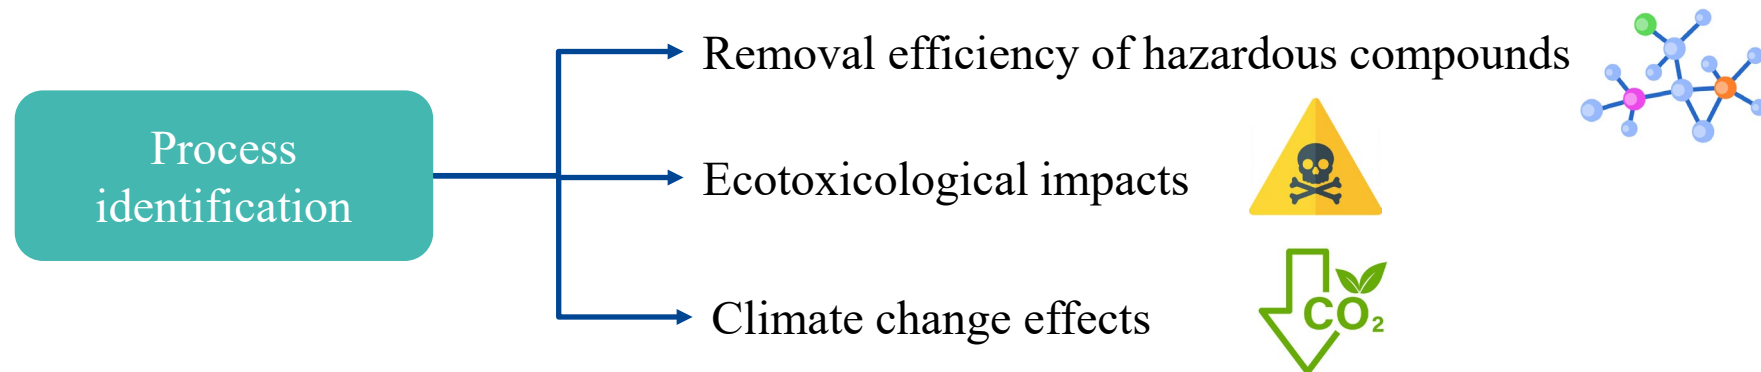 Process
identification
Removal efficiency of hazardous compounds
Ecotoxicological impacts
Climate change effects
CO₂